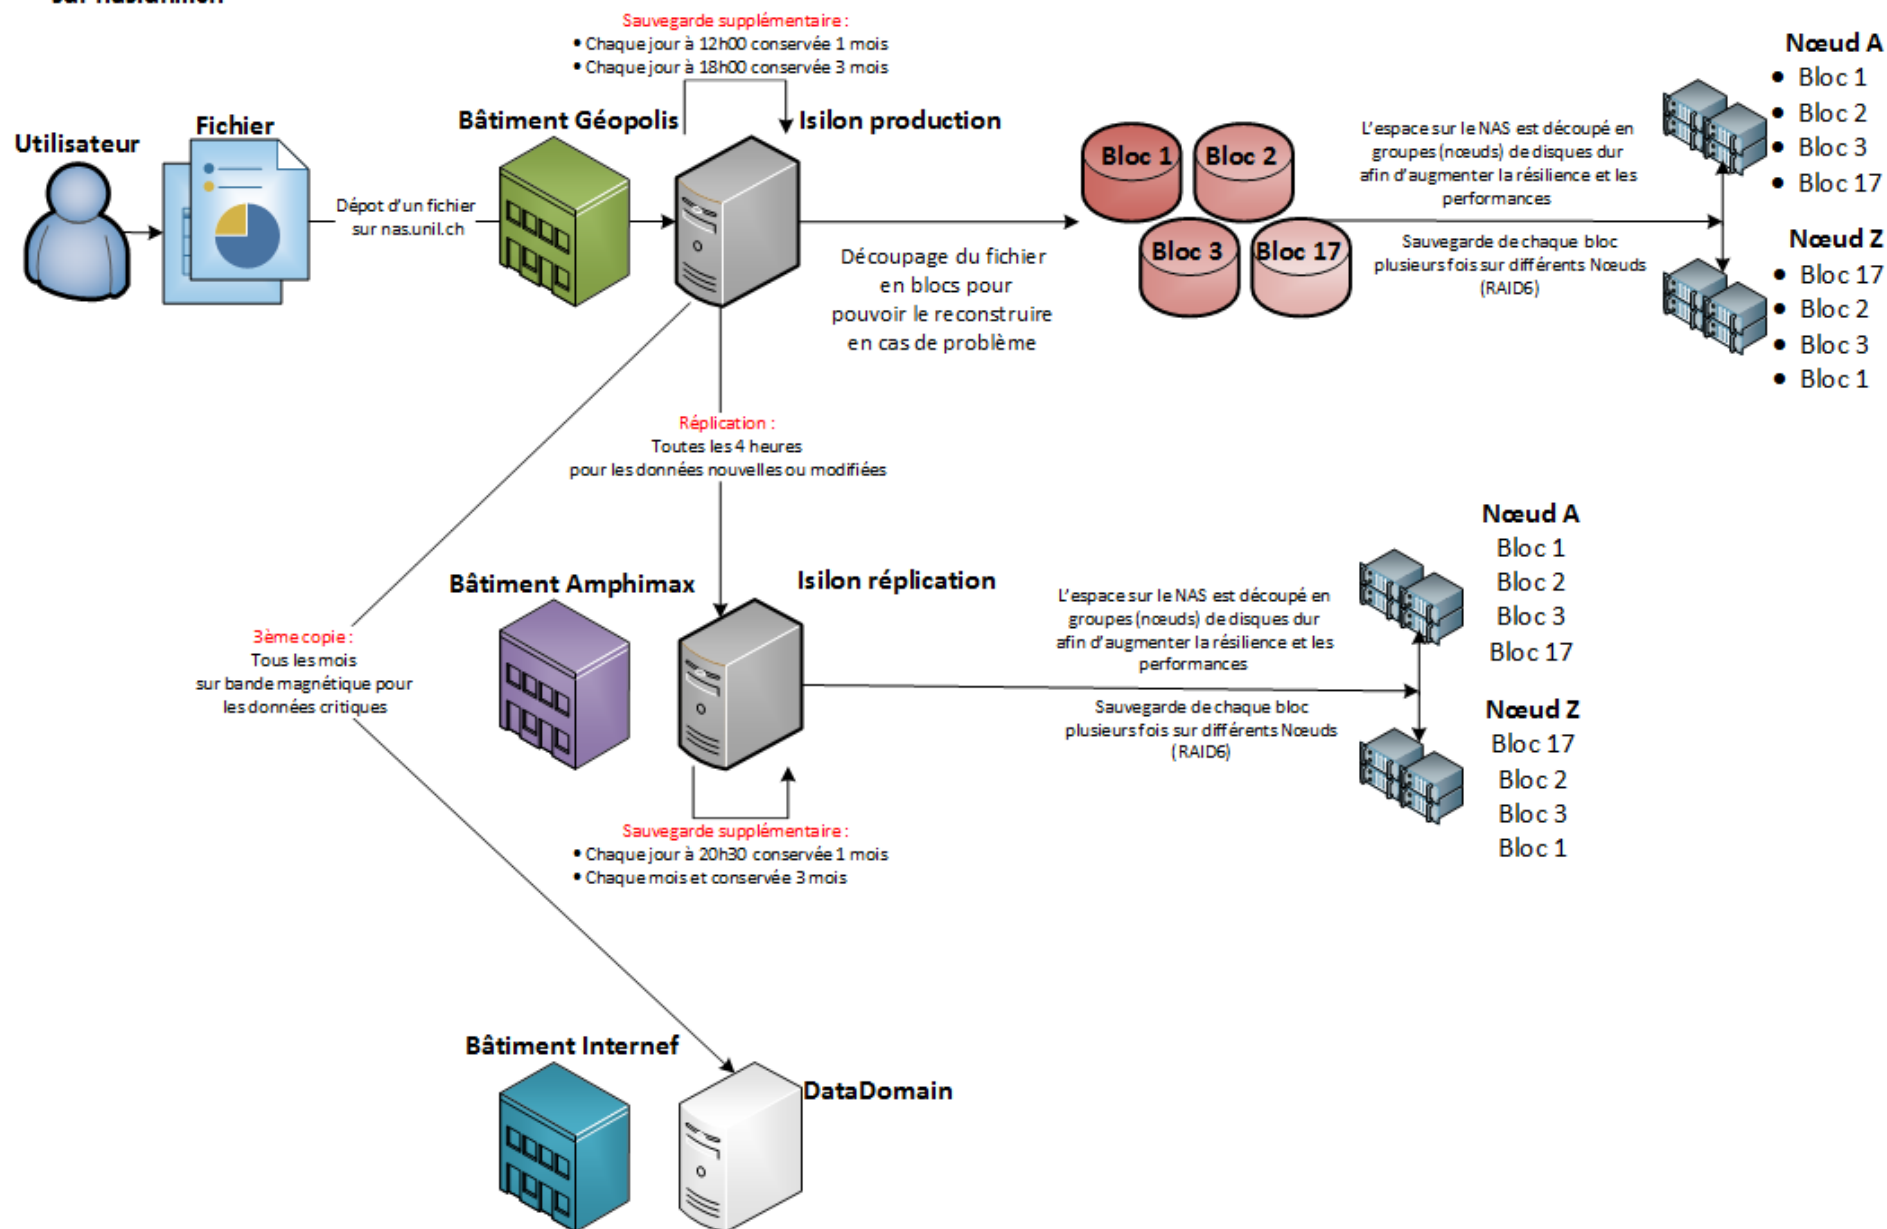 Sauvegarde supplémentaire :
• Chaque jour à 12h00 conservée 1 mois
• Chaque jour à 18h00 conservée 3 mois
Utilisateur
Fichier
Dépot d'un fichier
sur nas.unil.ch
Bâtiment Géopolis
Isilon production
Découpage du fichier
en blocs pour
pouvoir le reconstruire
en cas de problème
Bloc 1
Bloc 2
Bloc 3
Bloc 17
L'espace sur le NAS est découpé en
groupes (nœuds) de disques dur
afin d'augmenter la résilience et les
performances
Sauvegarde de chaque bloc
plusieurs fois sur différents Nœuds
(RAID6)
Nœud A
• Bloc 1
• Bloc 2
• Bloc 3
• Bloc 17
Nœud Z
• Bloc 17
• Bloc 2
• Bloc 3
• Bloc 1
Réplication :
Toutes les 4 heures
pour les données nouvelles ou modifiées
Bâtiment Amphimax
Isilon réplication
L'espace sur le NAS est découpé en
groupes (nœuds) de disques dur
afin d'augmenter la résilience et les
performances
Sauvegarde de chaque bloc
plusieurs fois sur différents Nœuds
(RAID6)
Nœud A
Bloc 1
Bloc 2
Bloc 3
Bloc 17
Nœud Z
Bloc 17
Bloc 2
Bloc 3
Bloc 1
3ème copie :
Tous les mois
sur bande magnétique pour
les données critiques
Sauvegarde supplémentaire :
• Chaque jour à 20h30 conservée 1 mois
• Chaque mois et conservée 3 mois
Bâtiment Internef
DataDomain